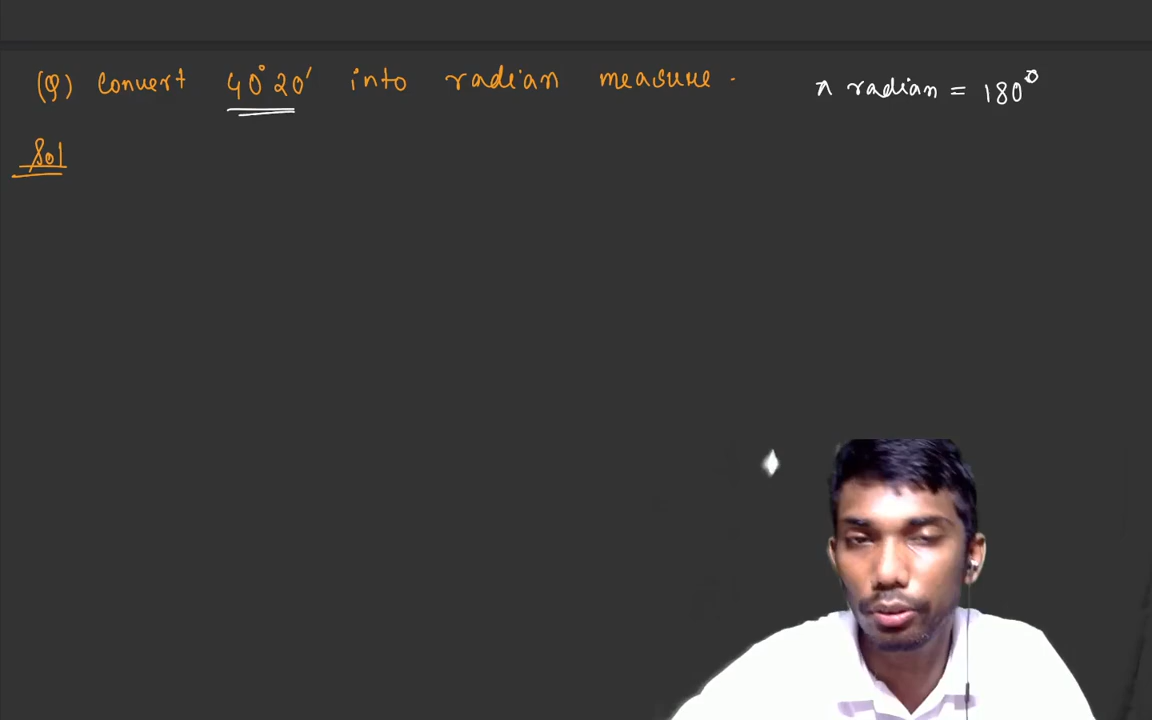 (Q) Convert 40° 20′ into radian measure.
π radian = 180°
Sol